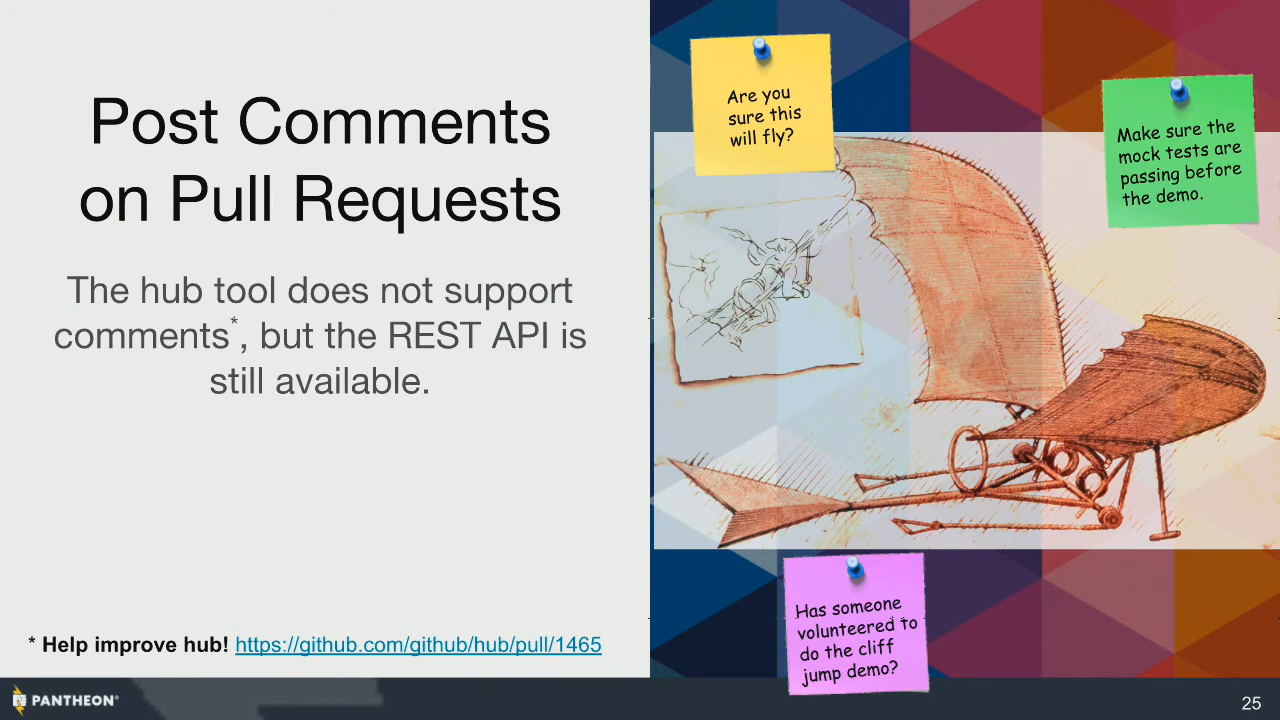 Post Comments
on Pull Requests
The hub tool does not support
comments*, but the REST API is
still available.
* Help improve hub! https://github.com/github/hub/pull/1465
Are you
sure this
will fly?
Make sure the
mock tests are
passing before
the demo.
Has someone
volunteered to
do the cliff
jump demo?
PANTHEON®
25